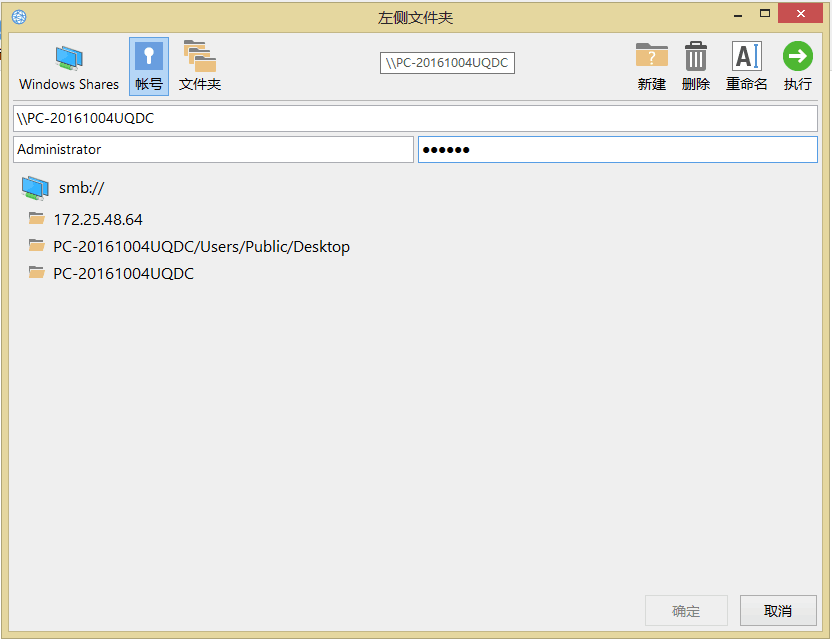 左侧文件夹
Windows Shares
帐号
文件夹
\\PC-20161004UQDC
新建
删除
重命名
执行
\\PC-20161004UQDC
Administrator
●●●●●●
smb://
172.25.48.64
PC-20161004UQDC/Users/Public/Desktop
PC-20161004UQDC
确定
取消